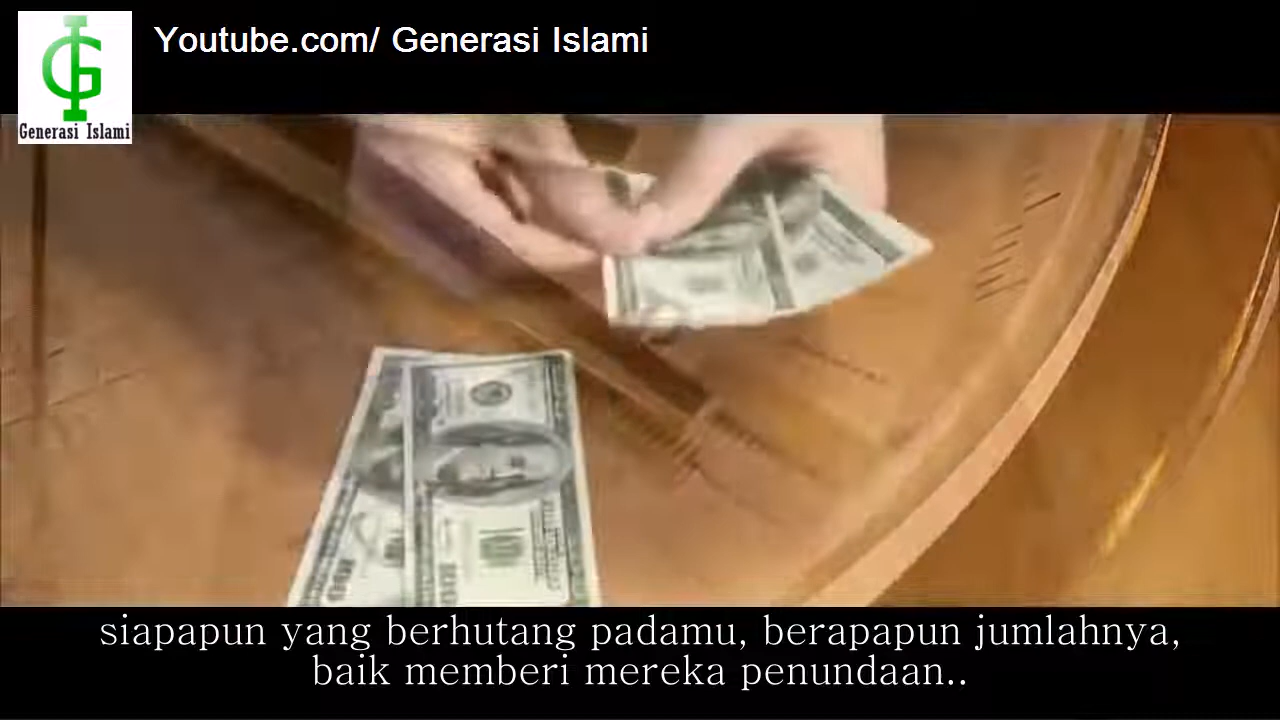 Youtube.com/ Generasi Islami
Generasi Islami
siapapun yang berhutang padamu, berapapun jumlahnya,
baik memberi mereka penundaan..